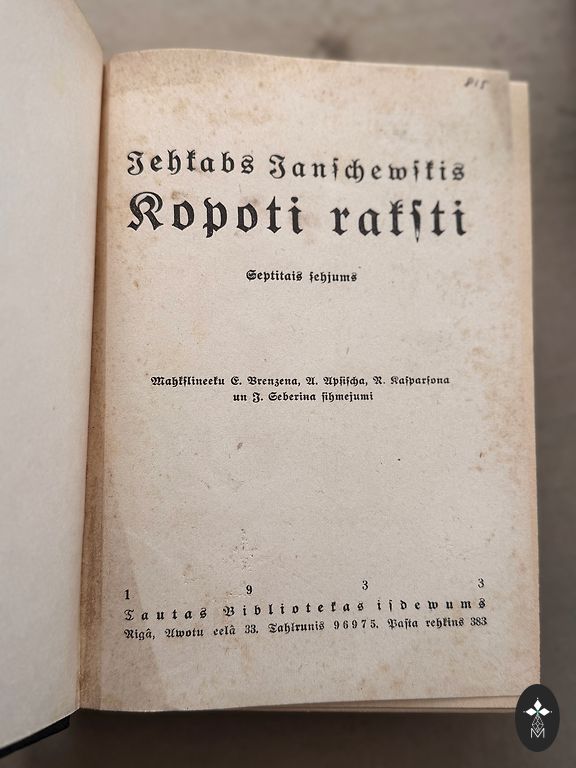 815
Jehkabs Janschewskis
Kopoti raksti
Septitais sehjums
Mahkslineeku E. Brenzena, A. Apsischa, R. Kasparsona
un J. Seberina sihmejumi
1 9 3 3
Tautas Bibliotekas isdewums
Rigâ, Awotu eelâ 33. Tahlrunis 96975. Pasta rehkins 383
M